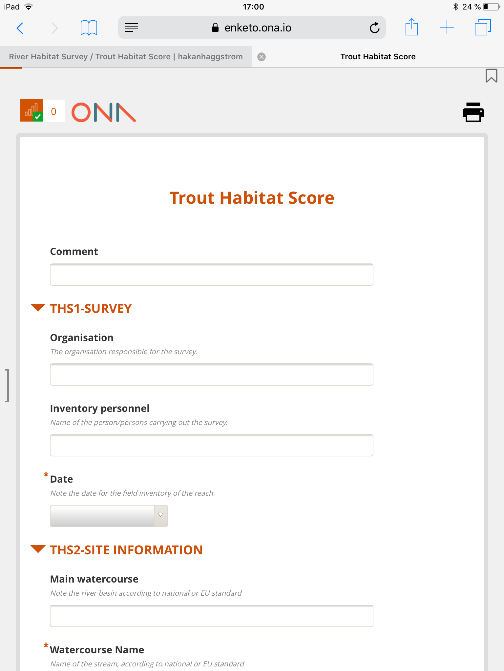 iPad 17:00 24 %
enketo.ona.io
River Habitat Survey / Trout Habitat Score | hakanhaggstrom Trout Habitat Score
0 ONA
Trout Habitat Score
Comment
THS1-SURVEY
Organisation
The organisation responsible for the survey.
Inventory personnel
Name of the person/persons carrying out the survey.
* Date
Note the date for the field inventory of the reach
THS2-SITE INFORMATION
Main watercourse
Note the river basin according to national or EU standard
* Watercourse Name
Name of the stream, according to national or EU standard